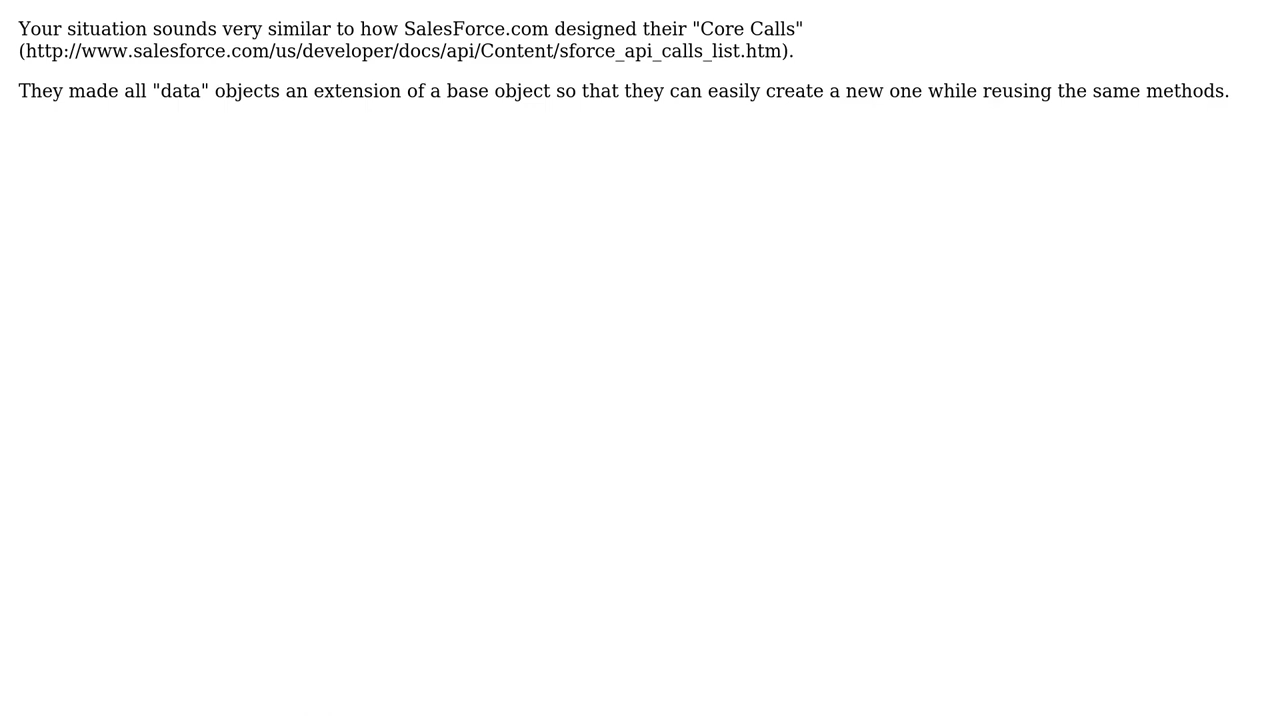 Your situation sounds very similar to how SalesForce.com designed their "Core Calls"
(http://www.salesforce.com/us/developer/docs/api/Content/sforce_api_calls_list.htm).
They made all "data" objects an extension of a base object so that they can easily create a new one while reusing the same methods.